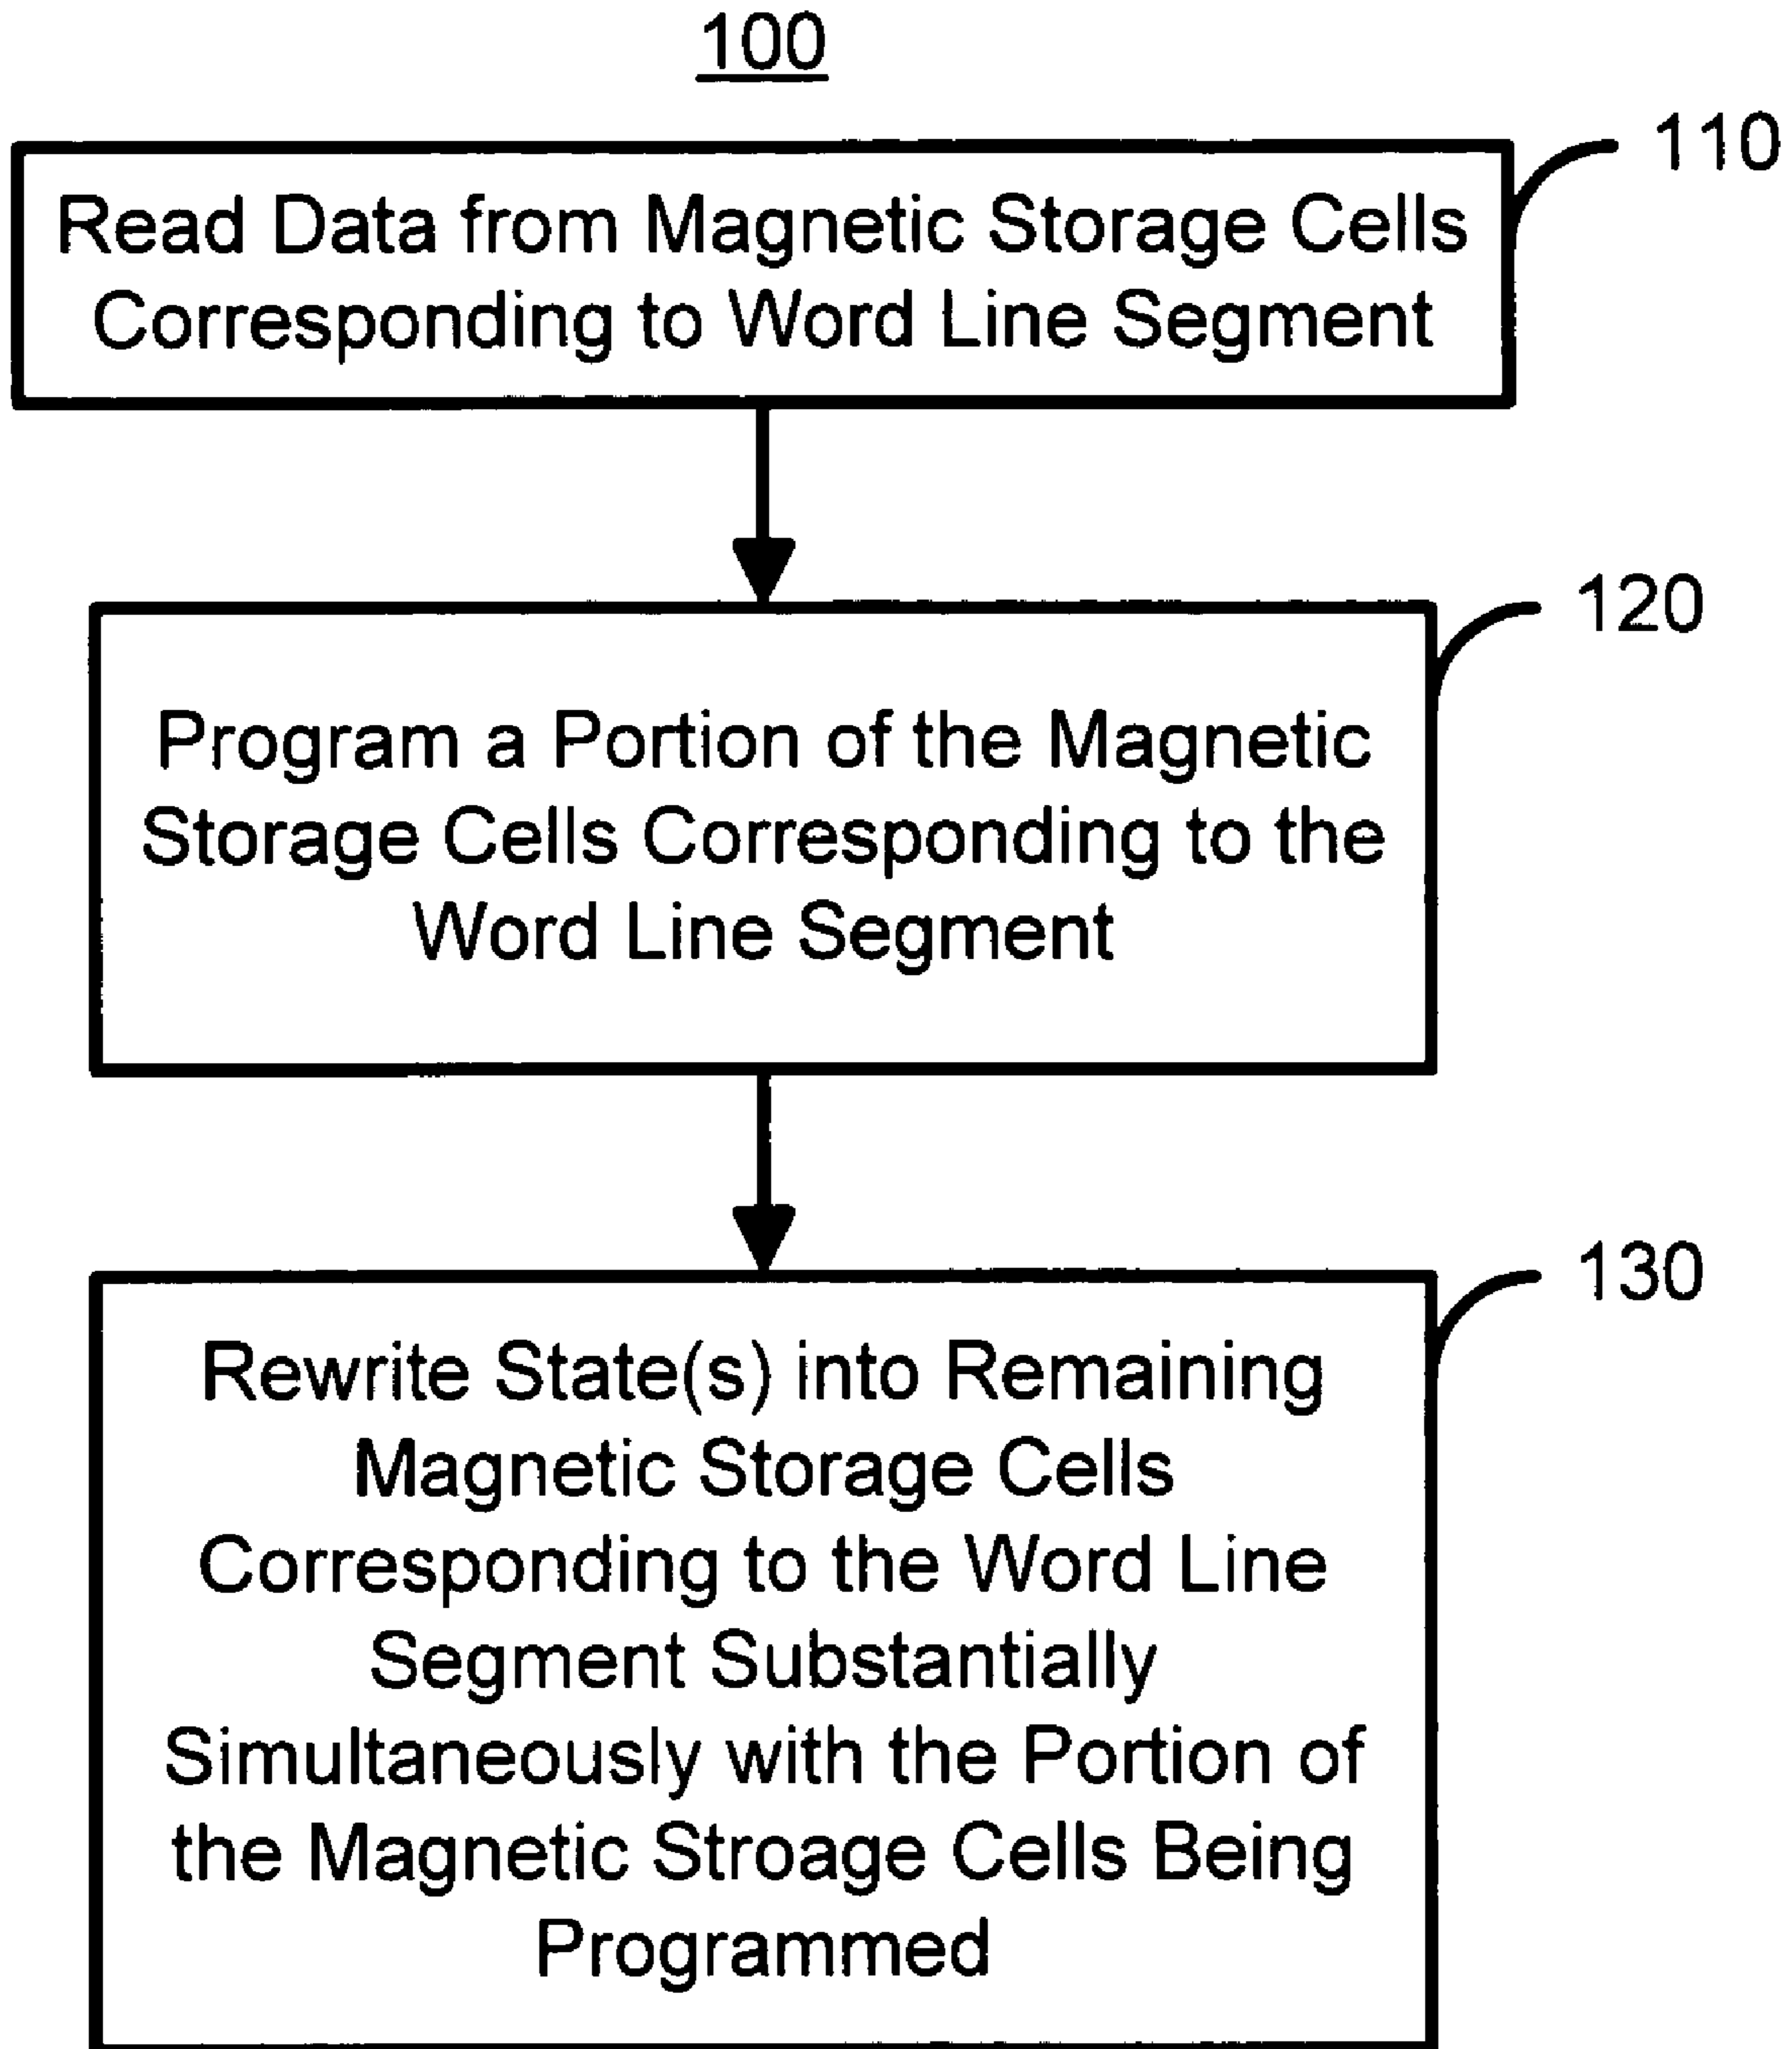 100
110
Read Data from Magnetic Storage Cells
Corresponding to Word Line Segment
120
Program a Portion of the Magnetic
Storage Cells Corresponding to the
Word Line Segment
130
Rewrite State(s) into Remaining
Magnetic Storage Cells
Corresponding to the Word Line
Segment Substantially
Simultaneously with the Portion of
the Magnetic Stroage Cells Being
Programmed